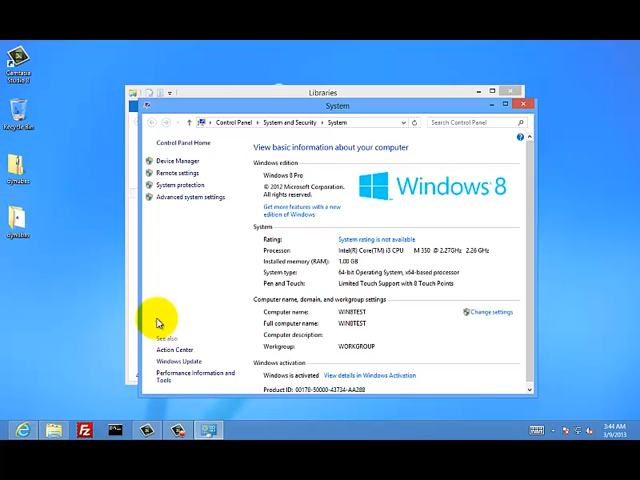 Camtasia
Studio 8
Recycle Bin
dynubas
dynubas
Libraries
System
Control Panel
System and Security
System
Search Control Panel
Control Panel Home
Device Manager
Remote settings
System protection
Advanced system settings
See also
Action Center
Windows Update
Performance Information and
Tools
View basic information about your computer
Windows edition
Windows 8 Pro
© 2012 Microsoft Corporation.
All rights reserved.
Get more features with a new
edition of Windows
Windows 8
System
Rating: System rating is not available
Processor: Intel(R) Core(TM) i3 CPU M 350 @ 2.27GHz 2.26 GHz
Installed memory (RAM): 1.00 GB
System type: 64-bit Operating System, x64-based processor
Pen and Touch: Limited Touch Support with 8 Touch Points
Computer name, domain, and workgroup settings
Computer name: WIN8TEST Change settings
Full computer name: WIN8TEST
Computer description:
Workgroup: WORKGROUP
Windows activation
Windows is activated View details in Windows Activation
Product ID: 00178-50000-43734-AA288
3:44 AM
3/9/2013